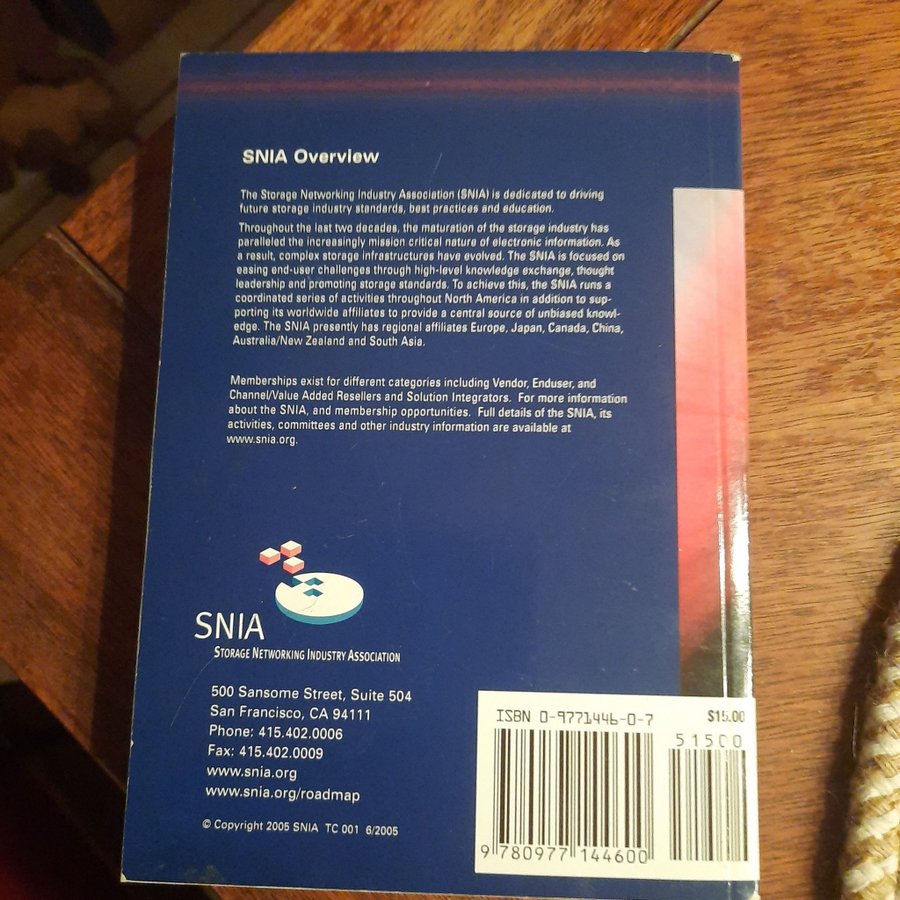 SNIA Overview
The Storage Networking Industry Association (SNIA) is dedicated to driving
future storage industry standards, best practices and education.
Throughout the last two decades, the maturation of the storage industry has
paralleled the increasingly mission critical nature of electronic information. As
a result, complex storage infrastructures have evolved. The SNIA is focused on
easing end-user challenges through high-level knowledge exchange, thought
leadership and promoting storage standards. To achieve this, the SNIA runs a
coordinated series of activities throughout North America in addition to sup-
porting its worldwide affiliates to provide a central source of unbiased knowl-
edge. The SNIA presently has regional affiliates Europe, Japan, Canada, China,
Australia/New Zealand and South Asia.
Memberships exist for different categories including Vendor, Enduser, and
Channel/Value Added Resellers and Solution Integrators. For more information
about the SNIA, and membership opportunities. Full details of the SNIA, its
activities, committees and other industry information are available at
www.snia.org.
SNIA
STORAGE NETWORKING INDUSTRY ASSOCIATION
500 Sansome Street, Suite 504
San Francisco, CA 94111
Phone: 415.402.0006
Fax: 415.402.0009
www.snia.org
www.snia.org/roadmap
© Copyright 2005 SNIA TC 001 6/2005
ISBN 0-9771446-0-7 $15.00
51500
9 780977 144600